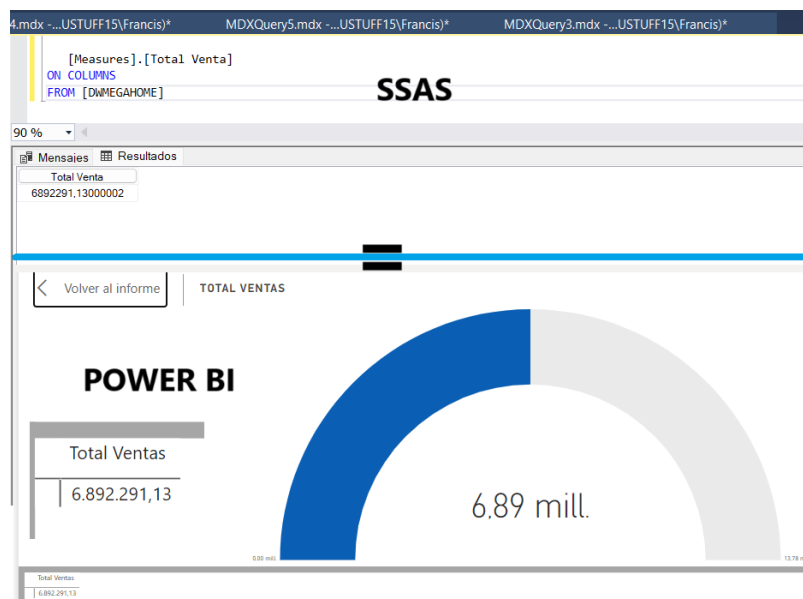 4.mdx -...USTUFF15\Francis)*
MDXQuery5.mdx -...USTUFF15\Francis)*
MDXQuery3.mdx -...USTUFF15\Francis)*
[Measures].[Total Venta]
ON COLUMNS
FROM [DWMEGAHOME]
SSAS
90 %
Mensajes
Resultados
Total Venta
6892291,13000002
Volver al informe
TOTAL VENTAS
POWER BI
Total Ventas
6.892.291,13
6,89 mill.
0,00 mill.
13,78 m
Total Ventas
6.892.291,13